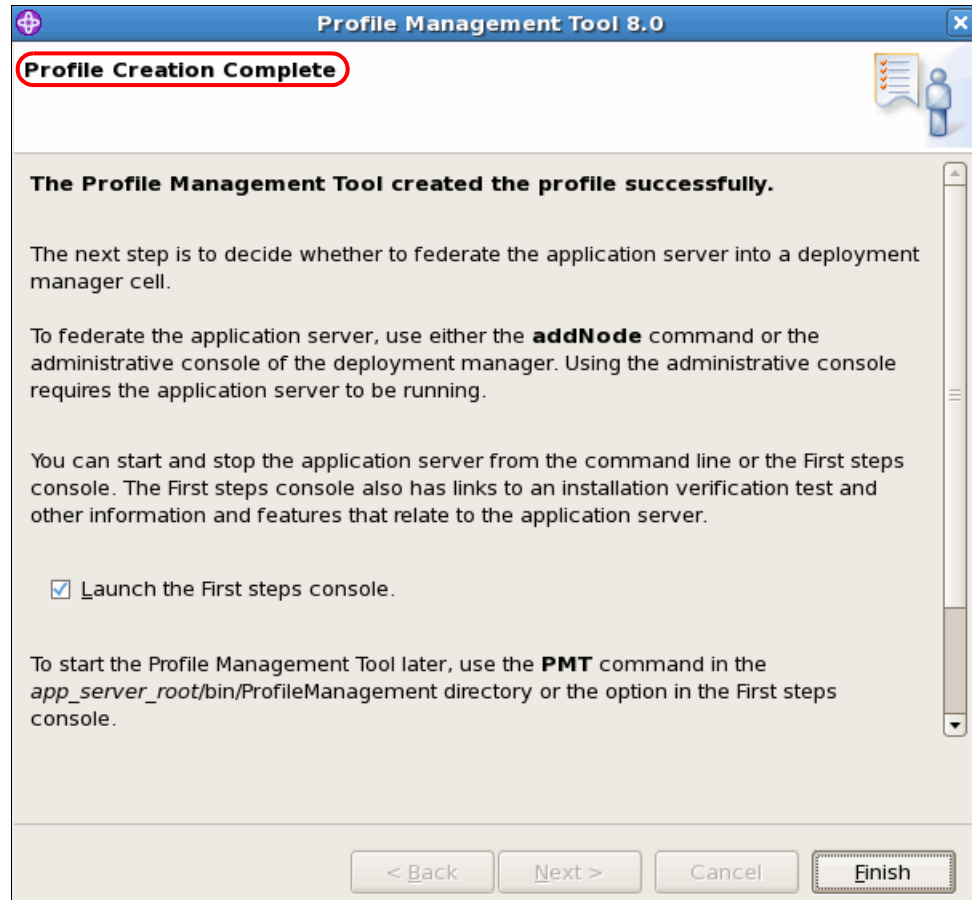 Profile Management Tool 8.0
Profile Creation Complete
The Profile Management Tool created the profile successfully.
The next step is to decide whether to federate the application server into a deployment
manager cell.
To federate the application server, use either the addNode command or the
administrative console of the deployment manager. Using the administrative console
requires the application server to be running.
You can start and stop the application server from the command line or the First steps
console. The First steps console also has links to an installation verification test and
other information and features that relate to the application server.
Launch the First steps console.
To start the Profile Management Tool later, use the PMT command in the
app_server_root/bin/ProfileManagement directory or the option in the First steps
console.
< Back
Next >
Cancel
Finish